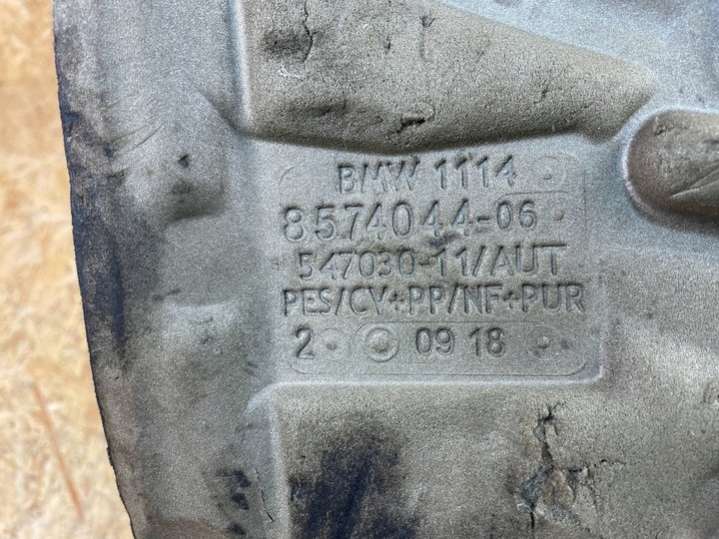 BMW 1114
8574044-06
547030-11/AUT
PES/CV+PP/NF+PUR
2 09 18